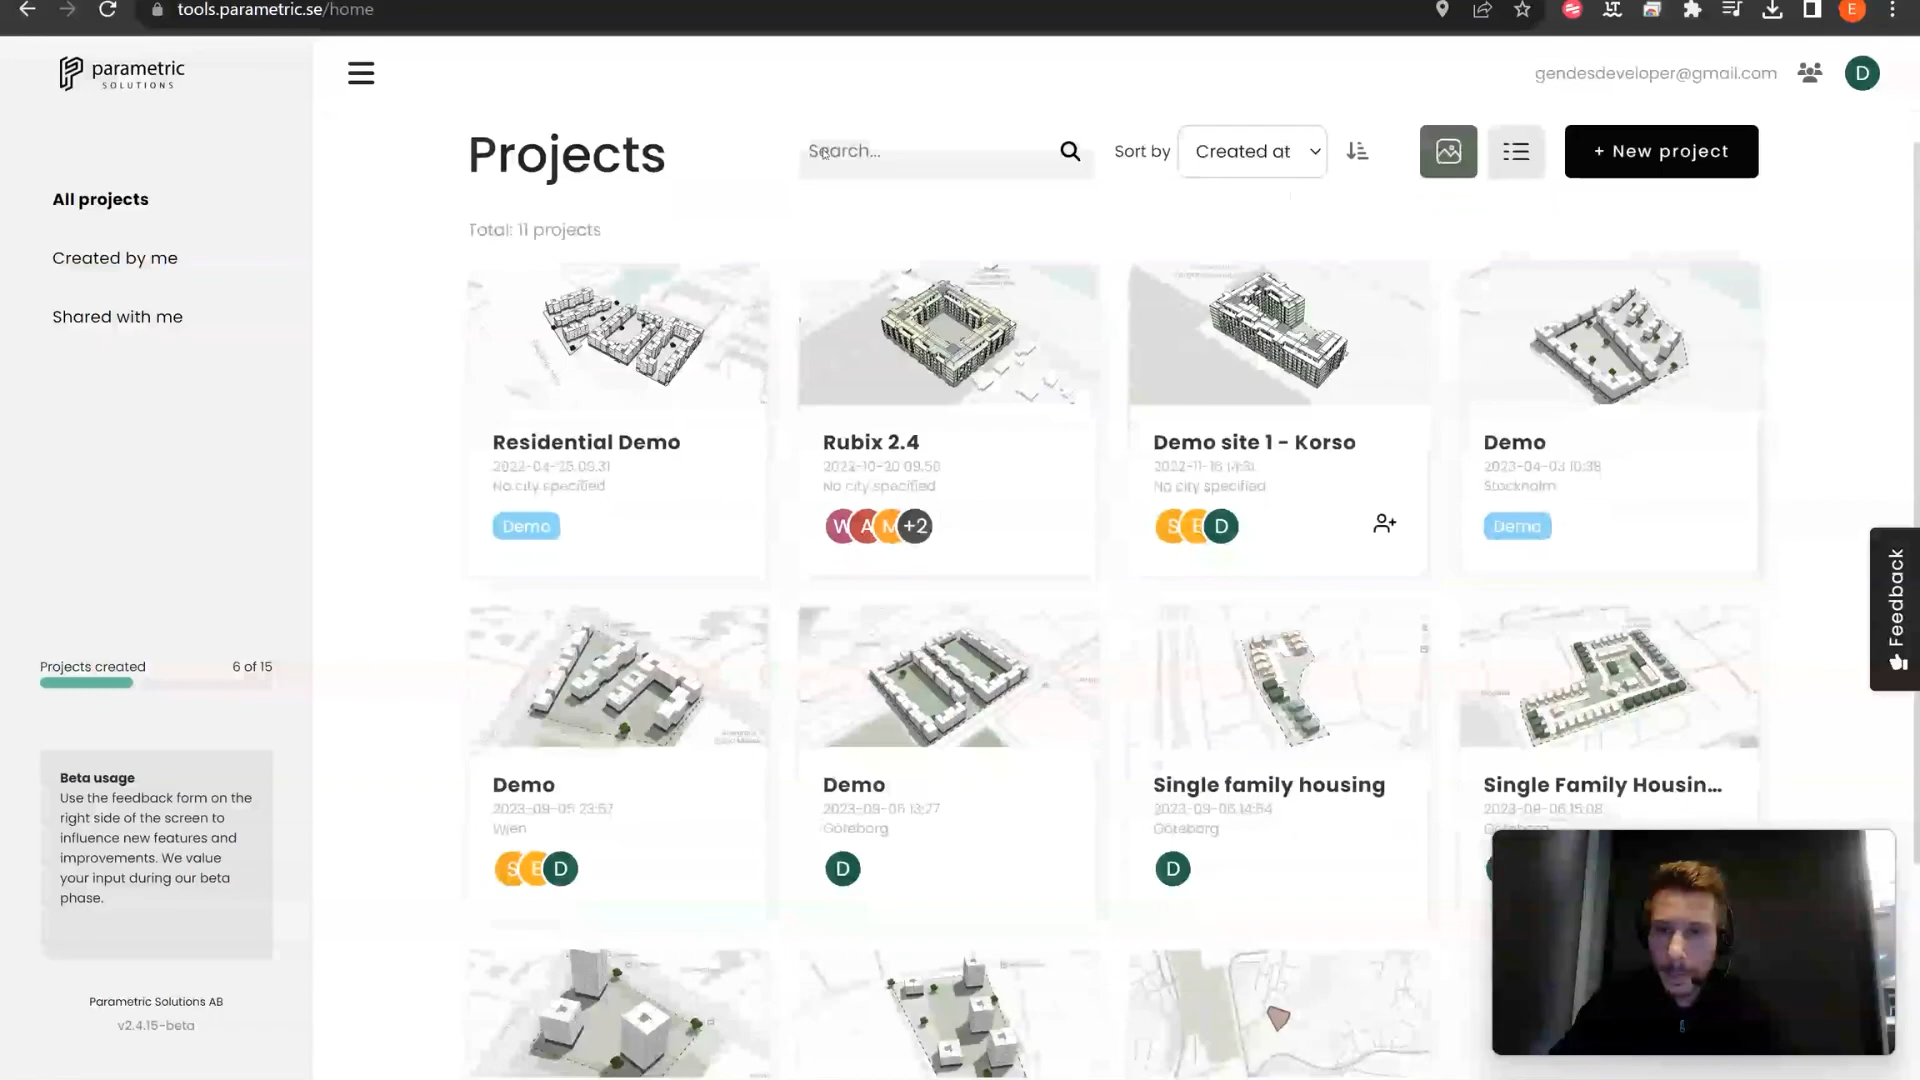 tools.parametric.se/home
E
parametric
SOLUTIONS
gendesdeveloper@gmail.com
D
Projects
Search...
Sort by
Created at
+ New project
All projects
Total: 11 projects
Created by me
Shared with me
Residential Demo
Rubix 2.4
Demo site 1 - Korso
Demo
No city specified
No city specified
No city specified
Stockholm
Demo
W A M +2
S E D
Demo
Feedback
Projects created
6 of 15
Demo
Demo
Single family housing
Single Family Housin...
Wien
Göteborg
Göteborg
S E D
D
D
Beta usage
Use the feedback form on the
right side of the screen to
influence new features and
improvements. We value
your input during our beta
phase.
Parametric Solutions AB
v2.4.15-beta